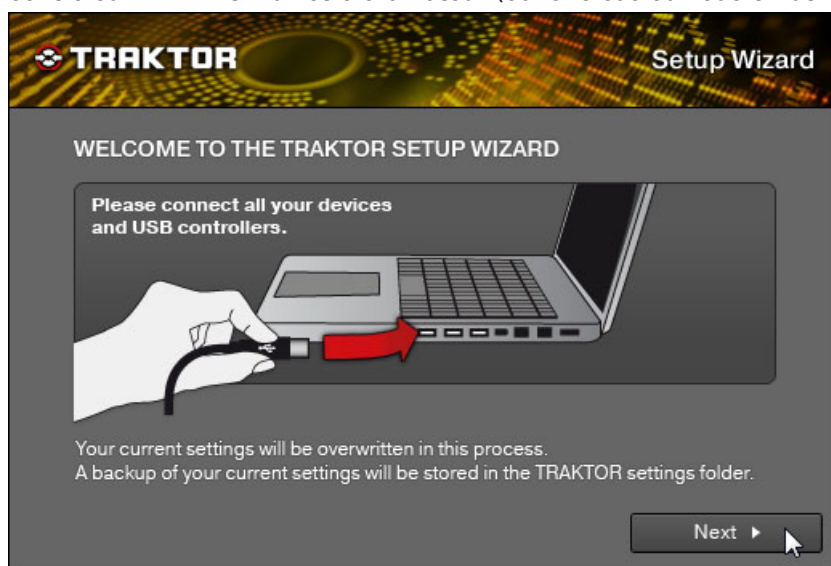 TRAKTOR
Setup Wizard
WELCOME TO THE TRAKTOR SETUP WIZARD
Please connect all your devices
and USB controllers.
Your current settings will be overwritten in this process.
A backup of your current settings will be stored in the TRAKTOR settings folder.
Next